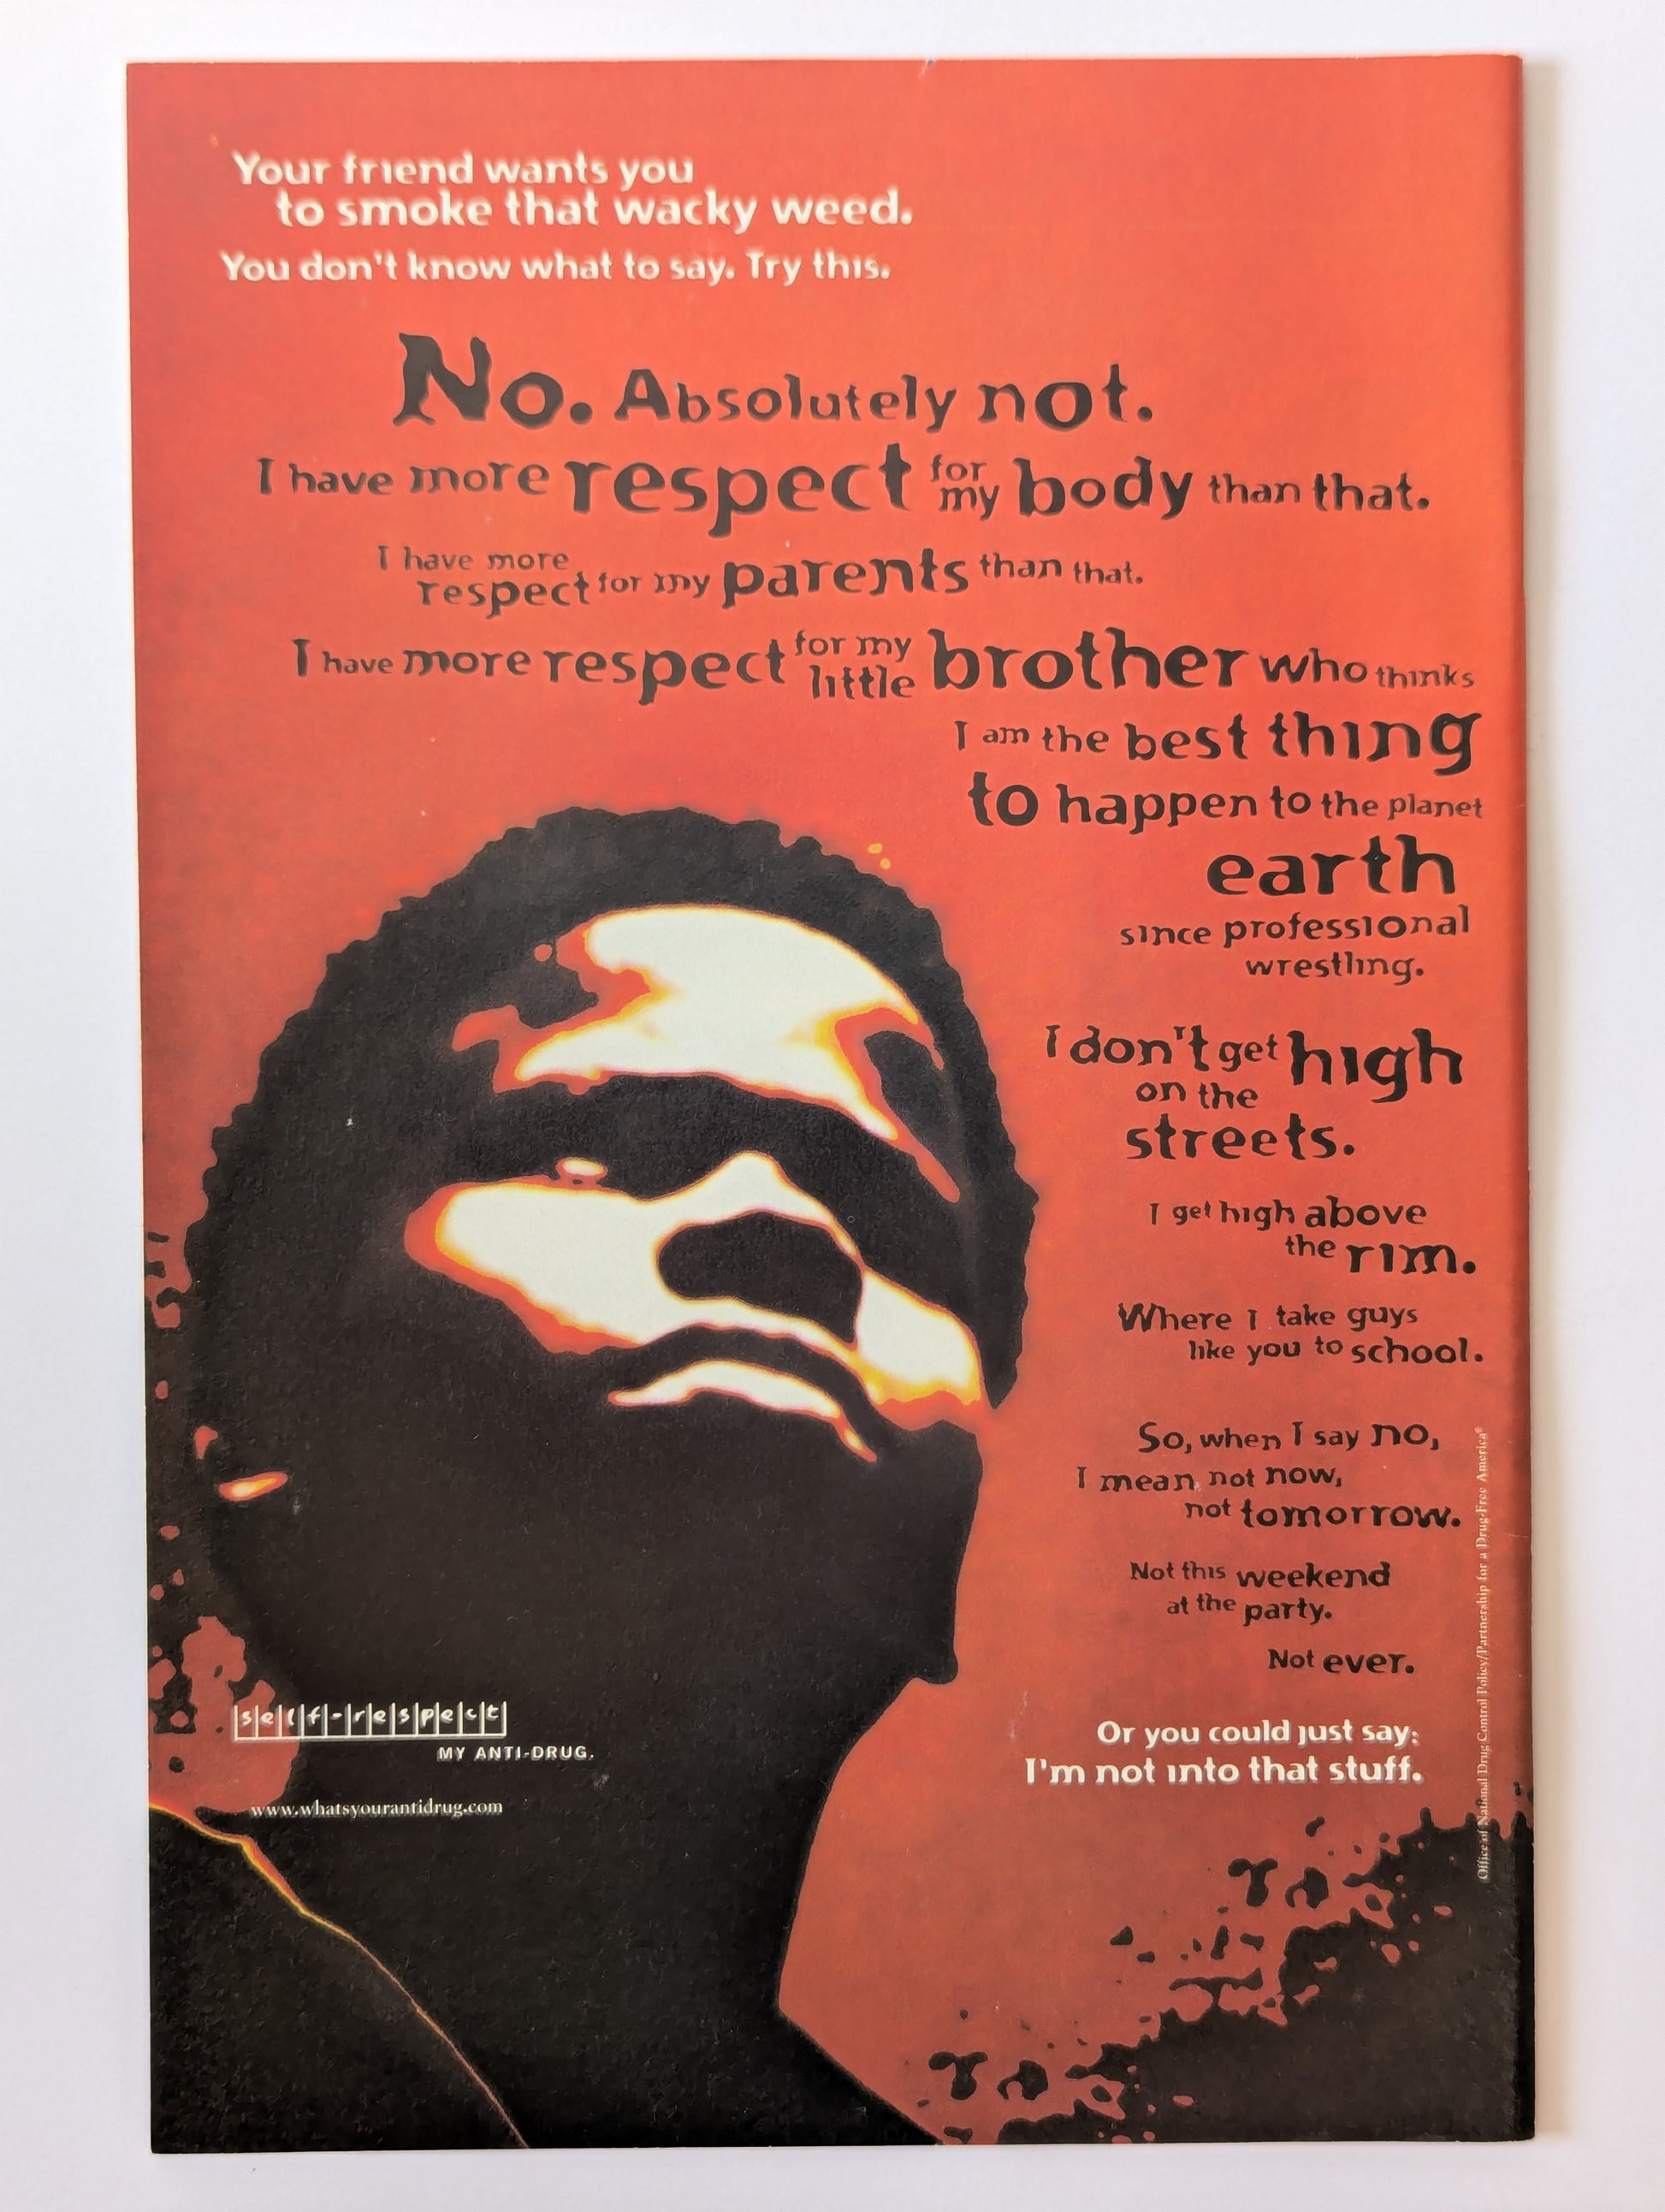 Your friend wants you
to smoke that wacky weed.
You don't know what to say. Try this.
No. Absolutely not.
I have more respect for my body than that.
I have more respect for my parents than that.
I have more respect for my little brother who thinks
I am the best thing
to happen to the planet
earth
since professional
wrestling.
I don't get high
on the
streets.
I get high above
the rim.
Where I take guys
like you to school.
So, when I say no,
I mean not now,
not tomorrow.
Not this weekend
at the party.
Not ever.
Or you could just say:
I'm not into that stuff.
self-respect
MY ANTI-DRUG.
www.whatsyourantidrug.com
Office of National Drug Control Policy/Partnership for a Drug-Free America®